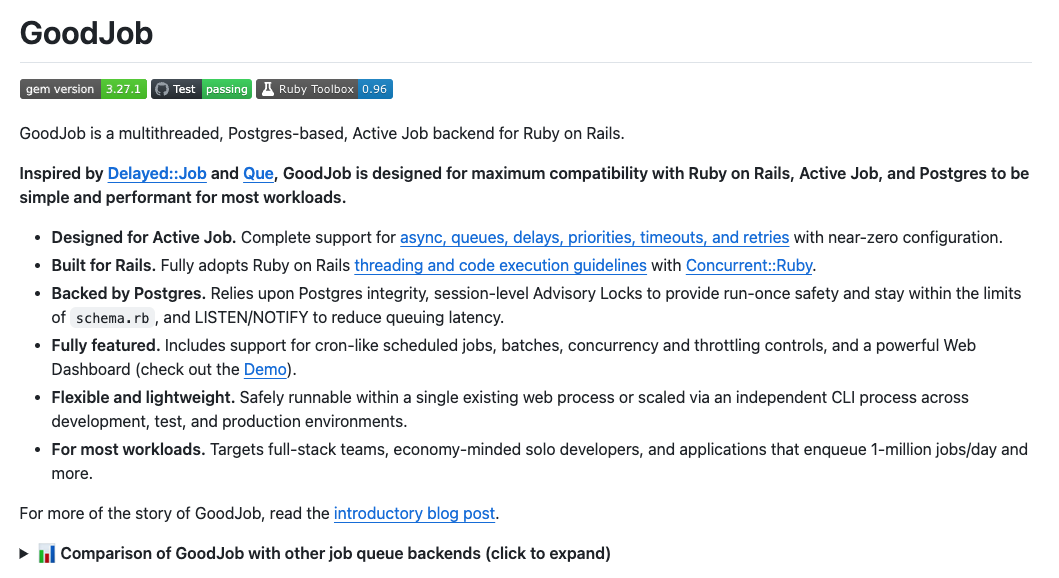 GoodJob
gem version 3.27.1 Test passing Ruby Toolbox 0.96
GoodJob is a multithreaded, Postgres-based, Active Job backend for Ruby on Rails.
Inspired by Delayed::Job and Que, GoodJob is designed for maximum compatibility with Ruby on Rails, Active Job, and Postgres to be
simple and performant for most workloads.
• Designed for Active Job. Complete support for async, queues, delays, priorities, timeouts, and retries with near-zero configuration.
• Built for Rails. Fully adopts Ruby on Rails threading and code execution guidelines with Concurrent::Ruby.
• Backed by Postgres. Relies upon Postgres integrity, session-level Advisory Locks to provide run-once safety and stay within the limits
of schema.rb, and LISTEN/NOTIFY to reduce queuing latency.
• Fully featured. Includes support for cron-like scheduled jobs, batches, concurrency and throttling controls, and a powerful Web
Dashboard (check out the Demo).
• Flexible and lightweight. Safely runnable within a single existing web process or scaled via an independent CLI process across
development, test, and production environments.
• For most workloads. Targets full-stack teams, economy-minded solo developers, and applications that enqueue 1-million jobs/day and
more.
For more of the story of GoodJob, read the introductory blog post.
▶ 📊 Comparison of GoodJob with other job queue backends (click to expand)